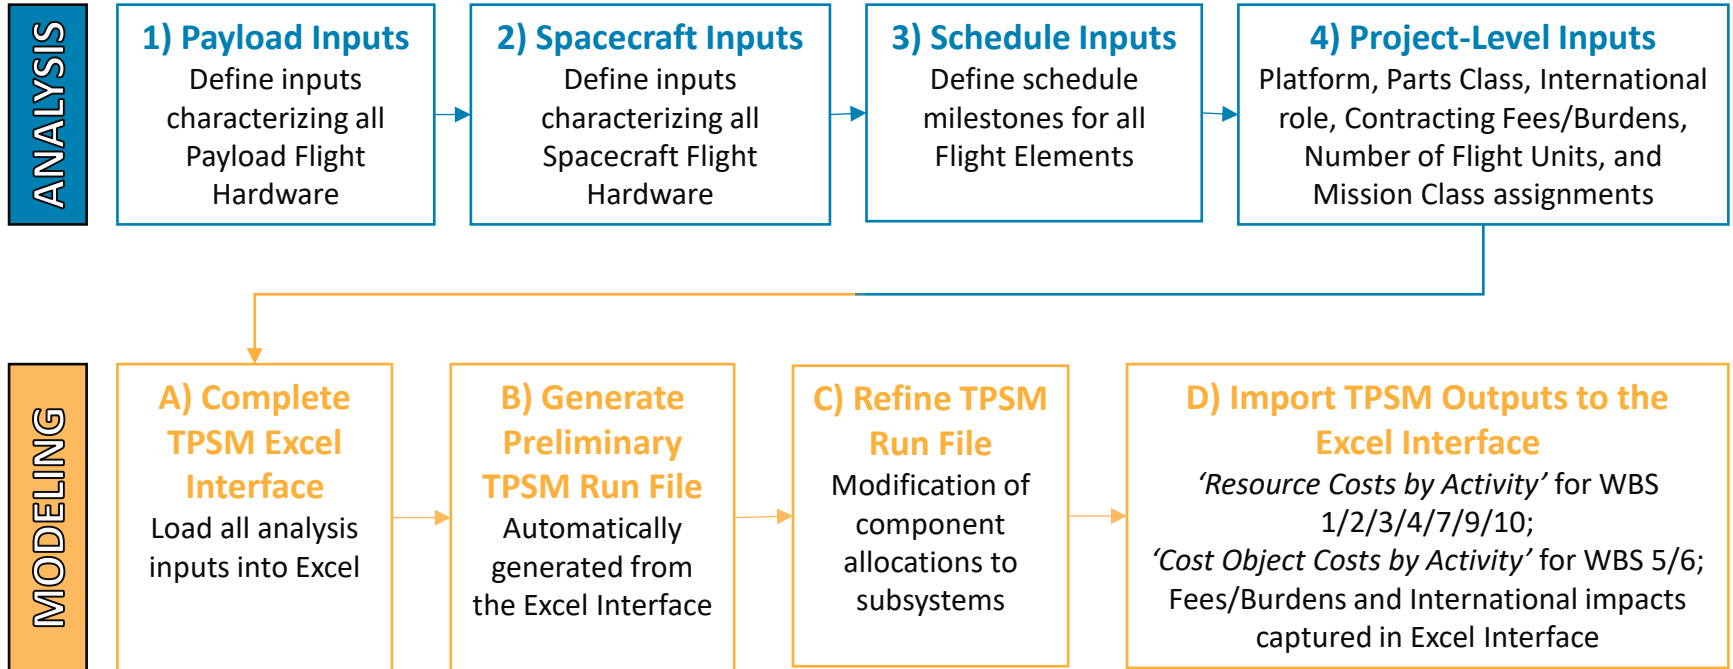 ANALYSIS
1) Payload Inputs
Define inputs
characterizing all
Payload Flight
Hardware
2) Spacecraft Inputs
Define inputs
characterizing all
Spacecraft Flight
Hardware
3) Schedule Inputs
Define schedule
milestones for all
Flight Elements
4) Project-Level Inputs
Platform, Parts Class, International
role, Contracting Fees/Burdens,
Number of Flight Units, and
Mission Class assignments
MODELING
A) Complete
TPSM Excel
Interface
Load all analysis
inputs into Excel
B) Generate
Preliminary
TPSM Run File
Automatically
generated from
the Excel Interface
C) Refine TPSM
Run File
Modification of
component
allocations to
subsystems
D) Import TPSM Outputs to the
Excel Interface
‘Resource Costs by Activity’ for WBS
1/2/3/4/7/9/10;
‘Cost Object Costs by Activity’ for WBS 5/6;
Fees/Burdens and International impacts
captured in Excel Interface